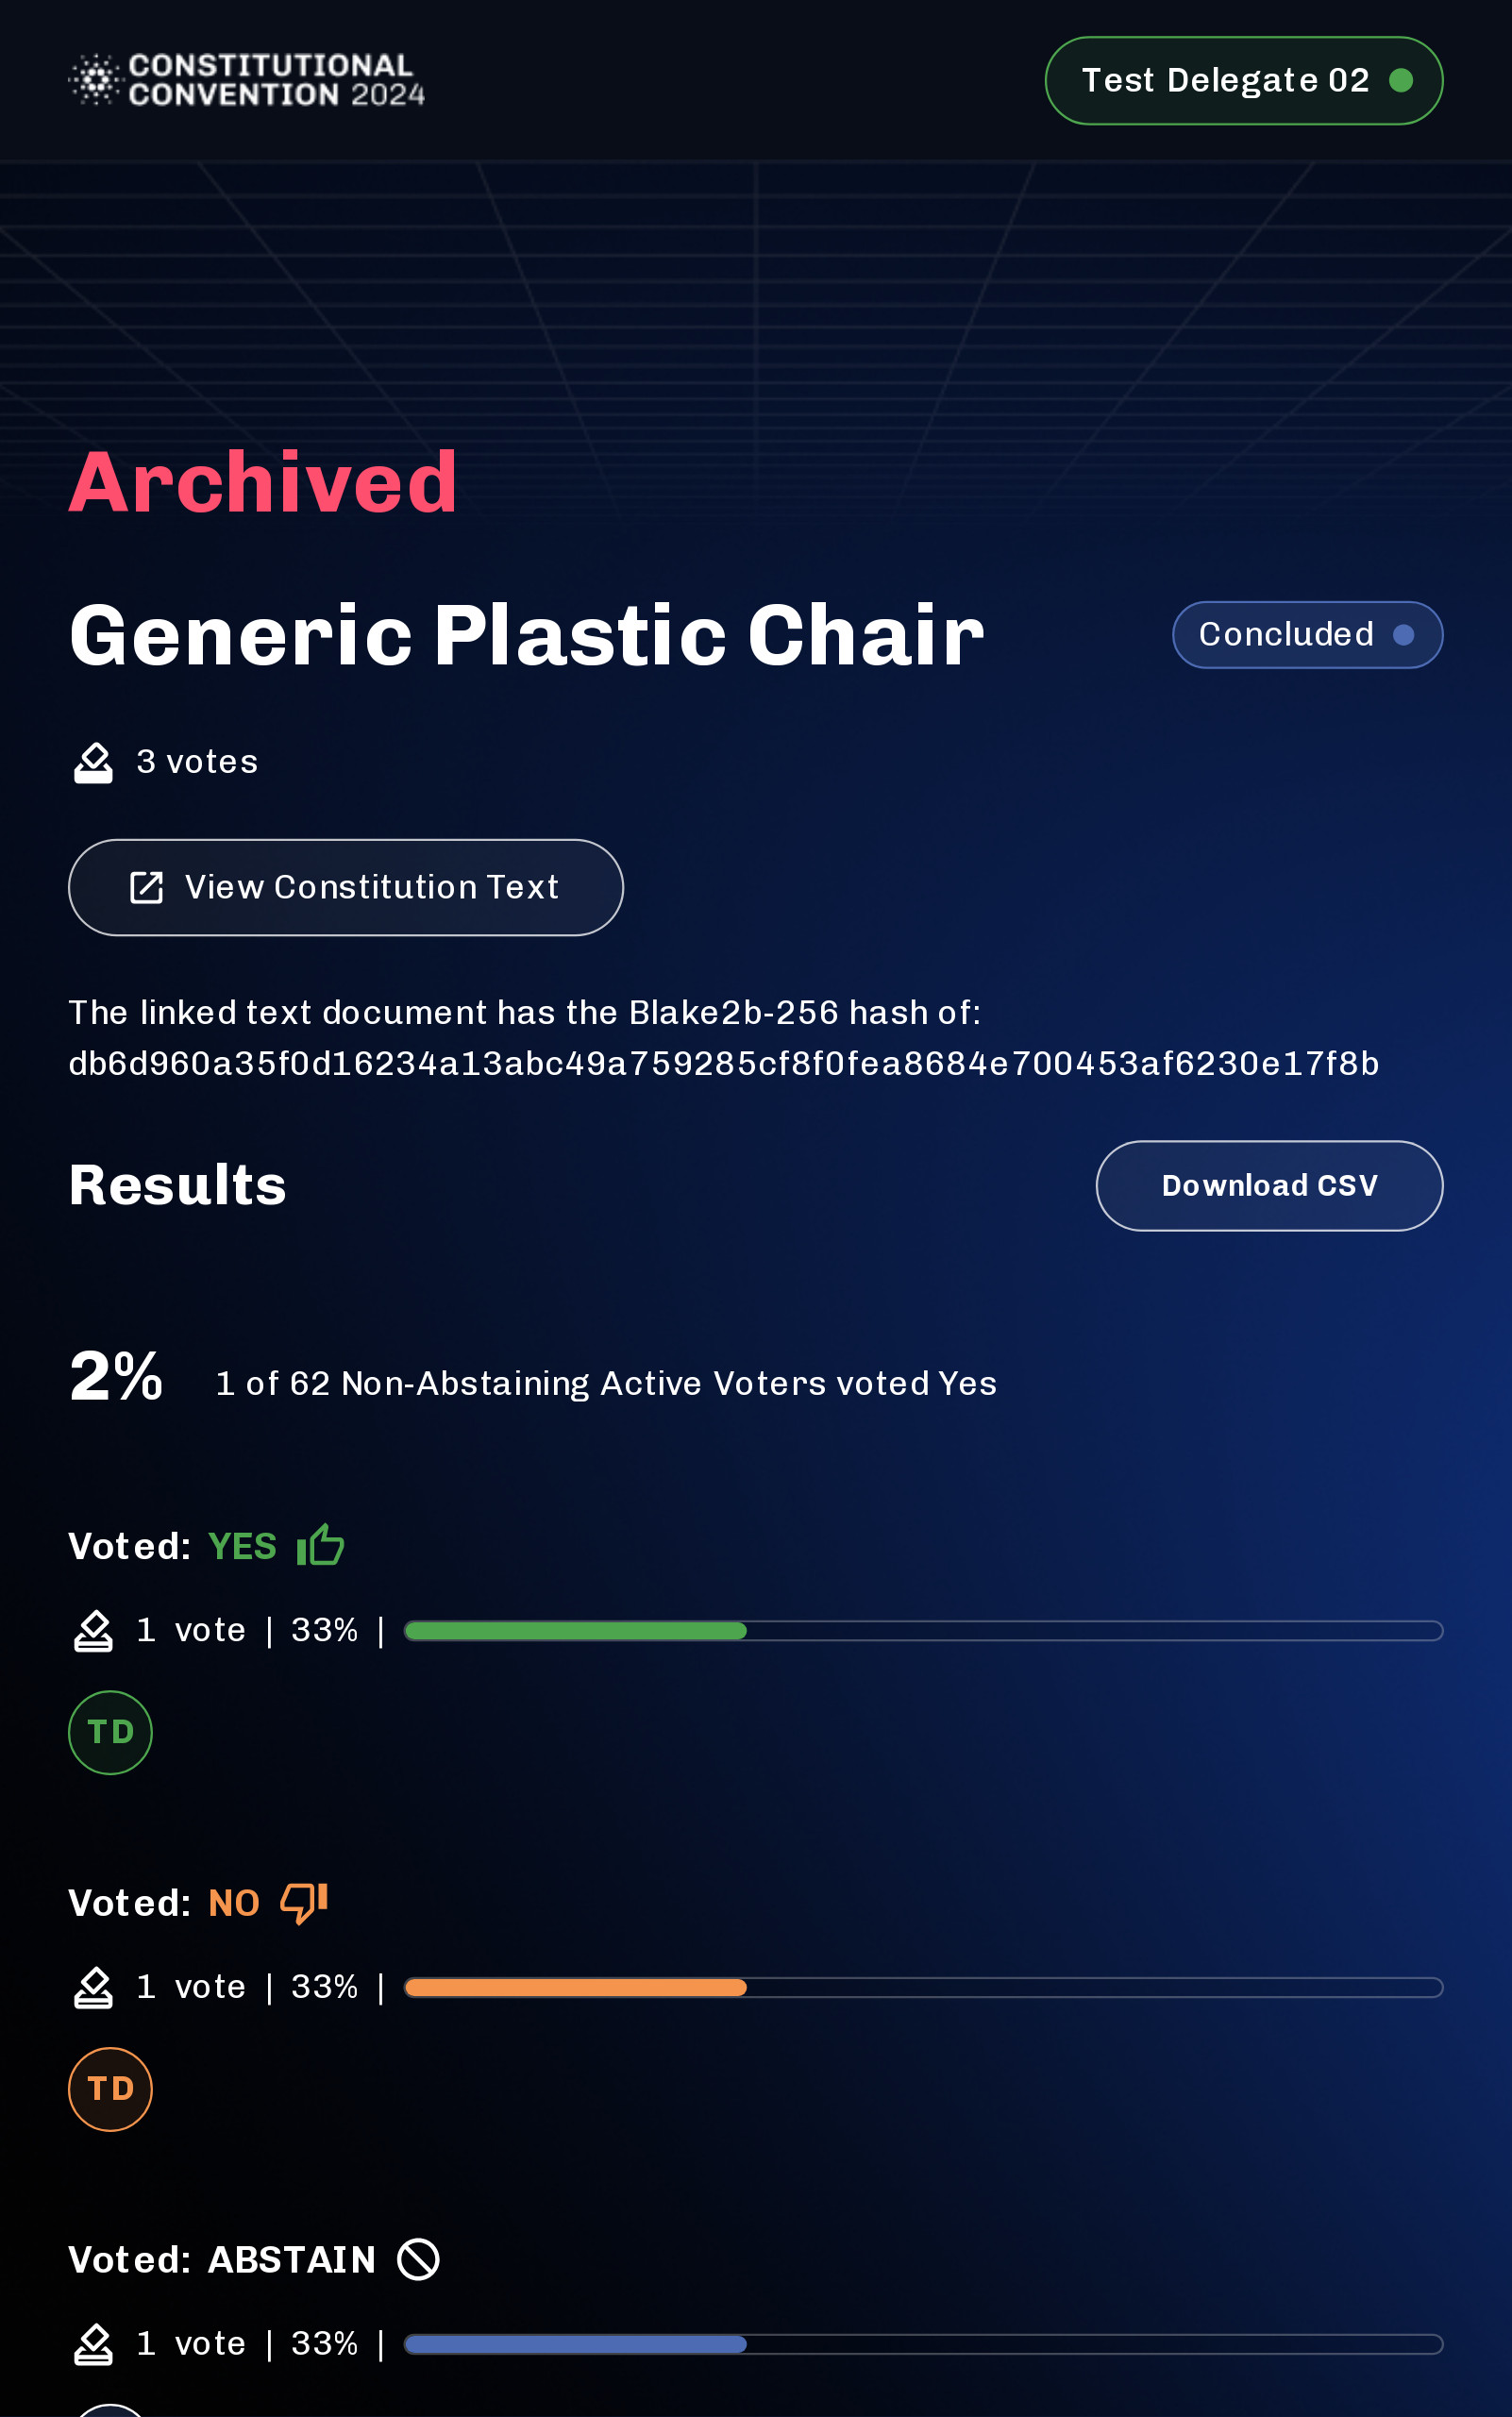 CONSTITUTIONAL
CONVENTION 2024
Test Delegate 02
Archived
Generic Plastic Chair
Concluded
3 votes
View Constitution Text
The linked text document has the Blake2b-256 hash of:
db6d960a35f0d16234a13abc49a759285cf8f0fea8684e700453af6230e17f8b
Results
Download CSV
2%
1 of 62 Non-Abstaining Active Voters voted Yes
Voted: YES
1 vote | 33% |
TD
Voted: NO
1 vote | 33% |
TD
Voted: ABSTAIN
1 vote | 33% |